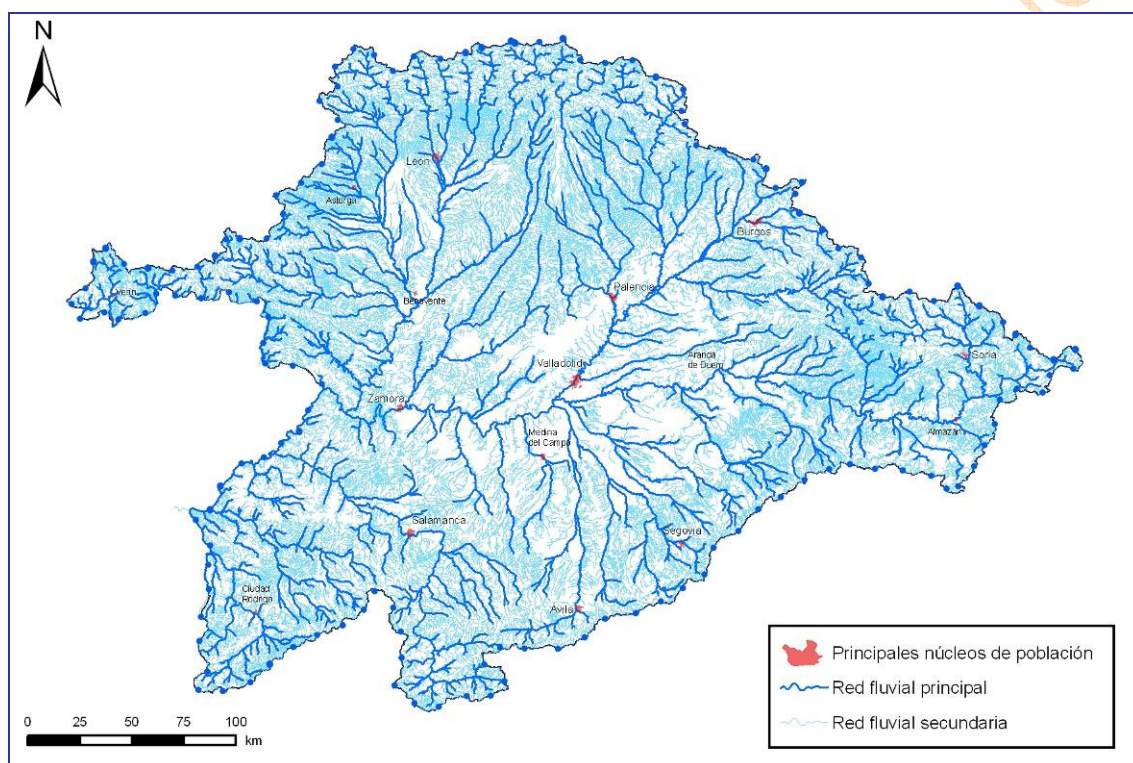 N
León
Astorga
Burgos
Verín
Benavente
Palencia
Soria
Valladolid
Aranda
de Duero
Zamora
Almazán
Medina
del Campo
Salamanca
Segovia
Ciudad
Rodrigo
Ávila
Principales núcleos de población
Red fluvial principal
Red fluvial secundaria
0 25 50 75 100
km